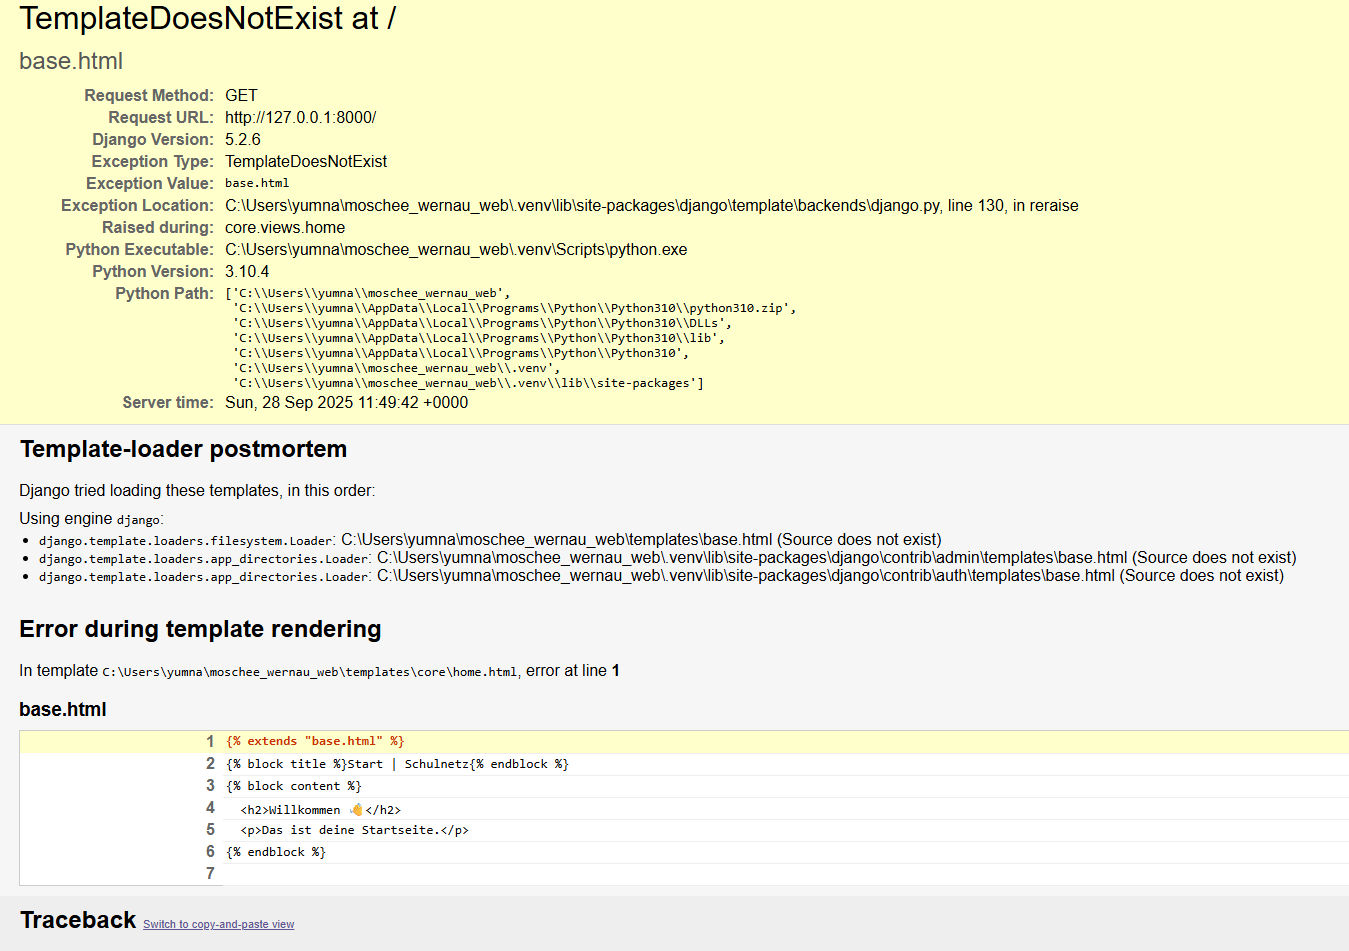 TemplateDoesNotExist at /
base.html
Request Method: GET
Request URL: http://127.0.0.1:8000/
Django Version: 5.2.6
Exception Type: TemplateDoesNotExist
Exception Value: base.html
Exception Location: C:\Users\yumna\moschee_wernau_web\.venv\lib\site-packages\django\template\backends\django.py, line 130, in reraise
Raised during: core.views.home
Python Executable: C:\Users\yumna\moschee_wernau_web\.venv\Scripts\python.exe
Python Version: 3.10.4
Python Path: ['C:\\Users\\yumna\\moschee_wernau_web',
'C:\\Users\\yumna\\AppData\\Local\\Programs\\Python\\Python310\\python310.zip',
'C:\\Users\\yumna\\AppData\\Local\\Programs\\Python\\Python310\\DLLs',
'C:\\Users\\yumna\\AppData\\Local\\Programs\\Python\\Python310\\lib',
'C:\\Users\\yumna\\AppData\\Local\\Programs\\Python\\Python310',
'C:\\Users\\yumna\\moschee_wernau_web\\.venv',
'C:\\Users\\yumna\\moschee_wernau_web\\.venv\\lib\\site-packages']
Server time: Sun, 28 Sep 2025 11:49:42 +0000
Template-loader postmortem
Django tried loading these templates, in this order:
Using engine django:
• django.template.loaders.filesystem.Loader: C:\Users\yumna\moschee_wernau_web\templates\base.html (Source does not exist)
• django.template.loaders.app_directories.Loader: C:\Users\yumna\moschee_wernau_web\.venv\lib\site-packages\django\contrib\admin\templates\base.html (Source does not exist)
• django.template.loaders.app_directories.Loader: C:\Users\yumna\moschee_wernau_web\.venv\lib\site-packages\django\contrib\auth\templates\base.html (Source does not exist)
Error during template rendering
In template C:\Users\yumna\moschee_wernau_web\templates\core\home.html, error at line 1
base.html
1 {% extends "base.html" %}
2 {% block title %}Start | Schulnetz{% endblock %}
3 {% block content %}
4 <h2>Willkommen 👋</h2>
5 <p>Das ist deine Startseite.</p>
6 {% endblock %}
7
Traceback Switch to copy-and-paste view